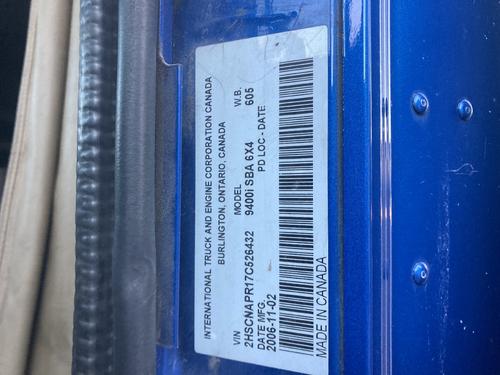 INTERNATIONAL TRUCK AND ENGINE CORPORATION CANADA
BURLINGTON, ONTARIO, CANADA
VIN MODEL W.B.
2HSCNAPR17C526432 9400i SBA 6X4 605
DATE MFG. PD LOC - DATE
2006-11-02
MADE IN CANADA